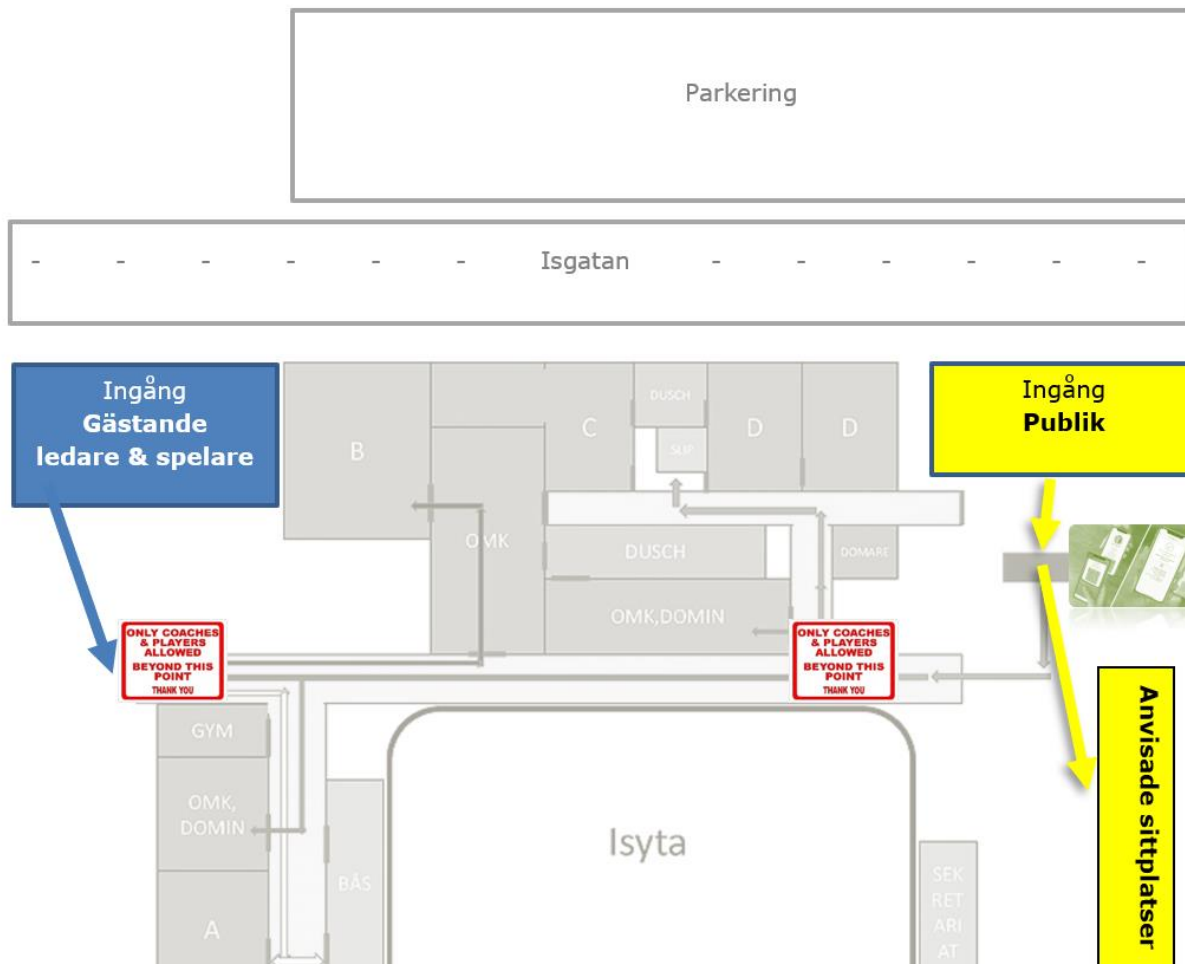 Parkering
- - - - - - Isgatan - - - - - -
Ingång
Gästande
ledare & spelare
Ingång
Publik
B
C
DUSCH
SLIP
D
D
OMK
DUSCH
DOMARE
OMK,DOMIN
ONLY COACHES
& PLAYERS
ALLOWED
BEYOND THIS
POINT
THANK YOU
ONLY COACHES
& PLAYERS
ALLOWED
BEYOND THIS
POINT
THANK YOU
GYM
OMK,
DOMIN
A
BÅS
Isyta
SEK
RET
ARI
AT
Anvisade sittplatser